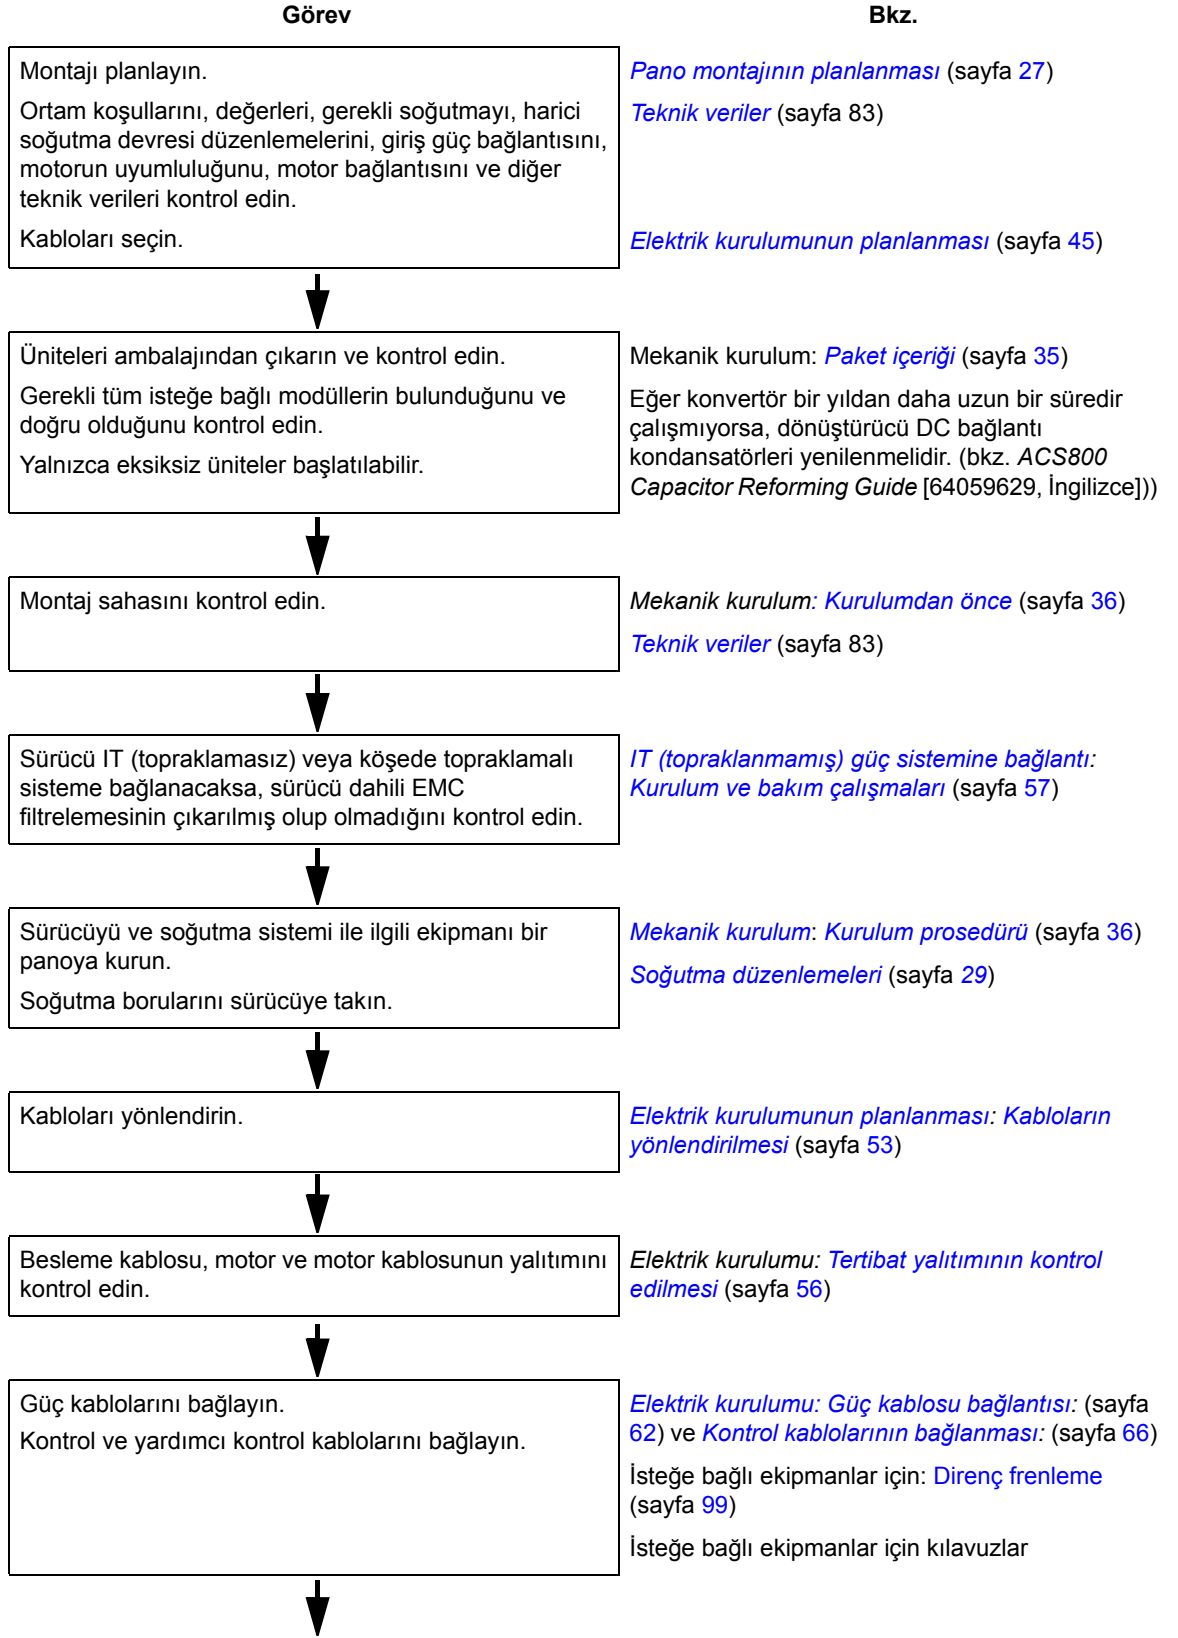 Görev
Bkz.
Montajı planlayın.
Ortam koşullarını, değerleri, gerekli soğutmayı, harici
soğutma devresi düzenlemelerini, giriş güç bağlantısını,
motorun uyumluluğunu, motor bağlantısını ve diğer
teknik verileri kontrol edin.
Kabloları seçin.
Pano montajının planlanması (sayfa 27)
Teknik veriler (sayfa 83)
Elektrik kurulumunun planlanması (sayfa 45)
Üniteleri ambalajından çıkarın ve kontrol edin.
Gerekli tüm isteğe bağlı modüllerin bulunduğunu ve
doğru olduğunu kontrol edin.
Yalnızca eksiksiz üniteler başlatılabilir.
Mekanik kurulum: Paket içeriği (sayfa 35)
Eğer konvertör bir yıldan daha uzun bir süredir
çalışmıyorsa, dönüştürücü DC bağlantı
kondansatörleri yenilenmelidir. (bkz. ACS800
Capacitor Reforming Guide [64059629, İngilizce]))
Montaj sahasını kontrol edin.
Mekanik kurulum: Kurulumdan önce (sayfa 36)
Teknik veriler (sayfa 83)
Sürücü IT (topraklamasız) veya köşede topraklamalı
sisteme bağlanacaksa, sürücü dahili EMC
filtrelemesinin çıkarılmış olup olmadığını kontrol edin.
IT (topraklanmamış) güç sistemine bağlantı:
Kurulum ve bakım çalışmaları (sayfa 57)
Sürücüyü ve soğutma sistemi ile ilgili ekipmanı bir
panoya kurun.
Soğutma borularını sürücüye takın.
Mekanik kurulum: Kurulum prosedürü (sayfa 36)
Soğutma düzenlemeleri (sayfa 29)
Kabloları yönlendirin.
Elektrik kurulumunun planlanması: Kabloların
yönlendirilmesi (sayfa 53)
Besleme kablosu, motor ve motor kablosunun yalıtımını
kontrol edin.
Elektrik kurulumu: Tertibat yalıtımının kontrol
edilmesi (sayfa 56)
Güç kablolarını bağlayın.
Kontrol ve yardımcı kontrol kablolarını bağlayın.
Elektrik kurulumu: Güç kablosu bağlantısı: (sayfa
62) ve Kontrol kablolarının bağlanması: (sayfa 66)
İsteğe bağlı ekipmanlar için: Direnç frenleme
(sayfa 99)
İsteğe bağlı ekipmanlar için kılavuzlar